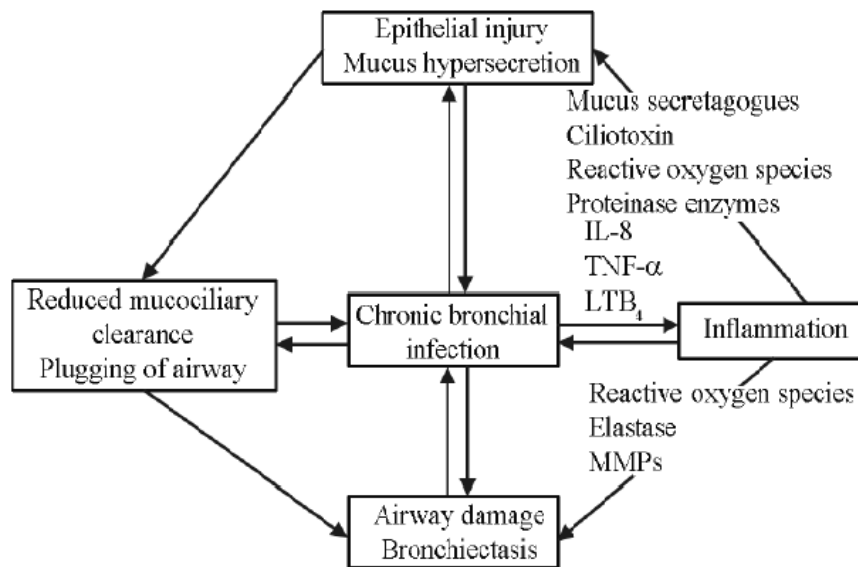 Epithelial injury
Mucus hypersecretion
Mucus secretagogues
Ciliotoxin
Reactive oxygen species
Proteinase enzymes
IL-8
TNF-α
LTB₄
Reduced mucociliary
clearance
Plugging of airway
Chronic bronchial
infection
Inflammation
Reactive oxygen species
Elastase
MMPs
Airway damage
Bronchiectasis